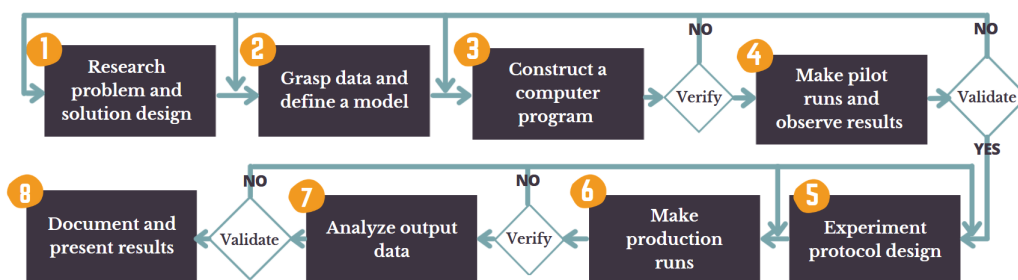 NO
NO
1
Research
problem and
solution design
2
Grasp data and
define a model
3
Construct a
computer
program
Verify
4
Make pilot
runs and
observe results
Validate
YES
NO
NO
8
Document and
present results
Validate
7
Analyze output
data
Verify
6
Make
production
runs
5
Experiment
protocol design